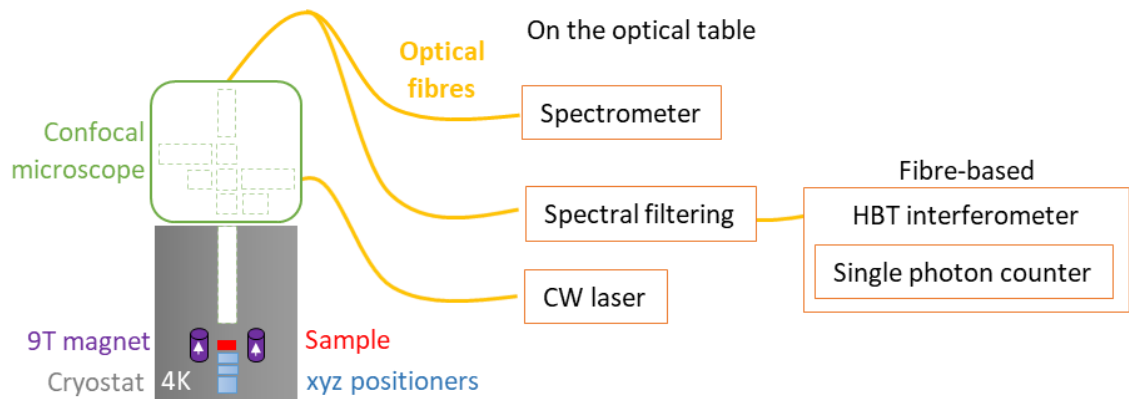 On the optical table
Optical
fibres
Confocal
microscope
Spectrometer
Fibre-based
Spectral filtering
HBT interferometer
Single photon counter
CW laser
9T magnet
Sample
Cryostat
4K
xyz positioners